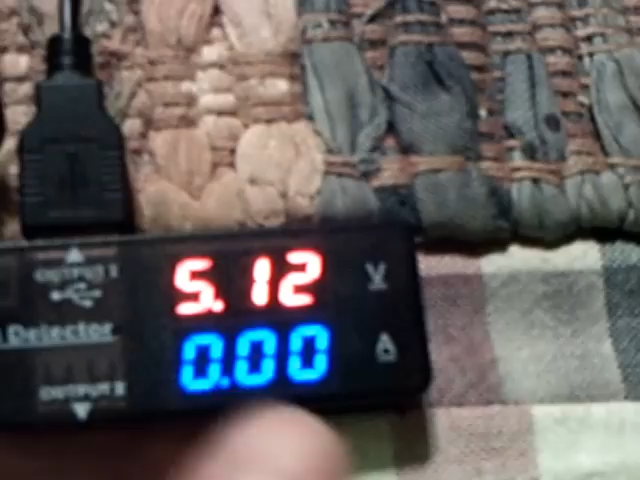 OUTPUT 1
5.12 V
Detector
0.00 A
OUTPUT 2